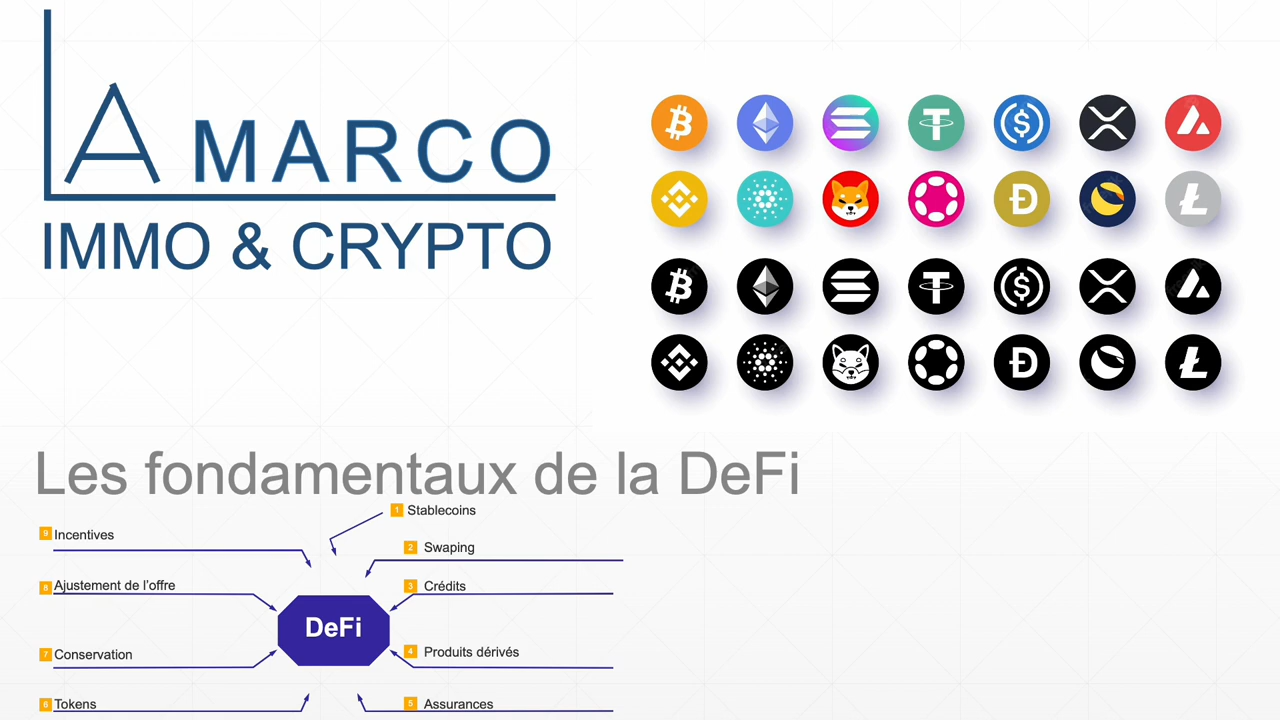 LA MARCO
IMMO & CRYPTO
Les fondamentaux de la DeFi
1 Stablecoins
9 Incentives
2 Swaping
8 Ajustement de l'offre
3 Crédits
DeFi
7 Conservation
4 Produits dérivés
6 Tokens
5 Assurances